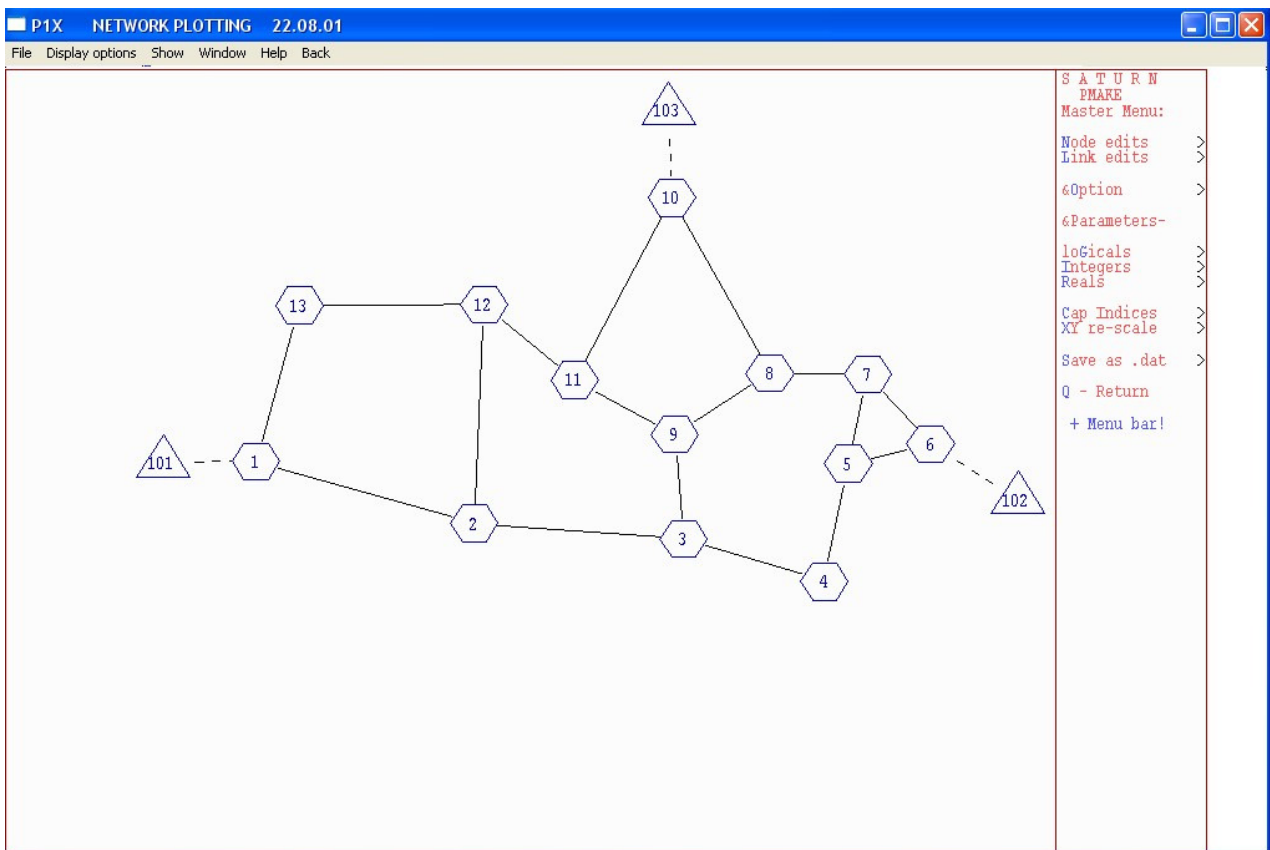 P1X NETWORK PLOTTING 22.08.01
File Display options Show Window Help Back
S A T U R N
PMAKE
Master Menu:
Node edits >
Link edits >
&Option >
&Parameters-
loGicals >
Integers >
Reals >
Cap Indices >
XY re-scale >
Save as .dat >
Q - Return
+ Menu bar!
103
10
13
12
11
8
7
9
6
101
1
5
102
2
3
4